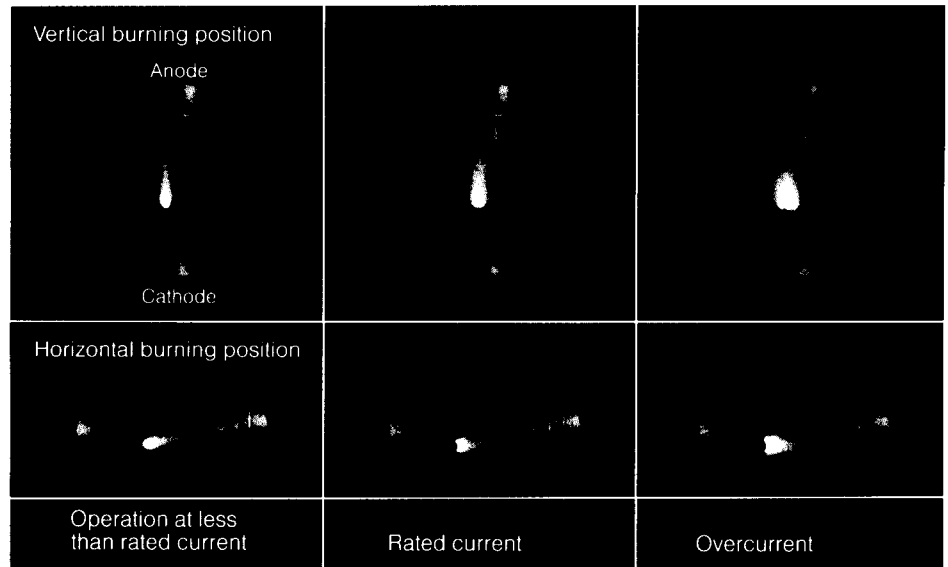 Vertical burning position
Anode
Cathode
Horizontal burning position
Operation at less
than rated current
Rated current
Overcurrent